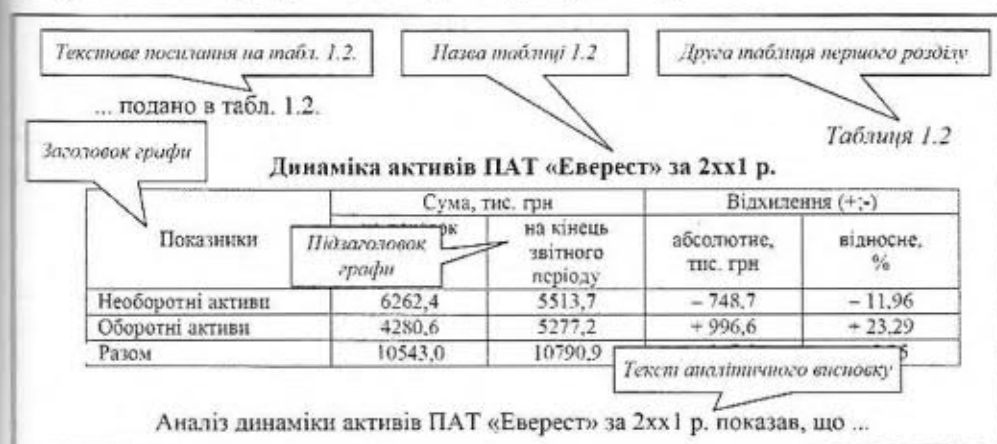 Текстове посилання на табл. 1.2.
Назва таблиці 1.2
Друга таблиця першого розділу
... подано в табл. 1.2.
Таблиця 1.2
Заголовок графи
Динаміка активів ПАТ «Еверест» за 2хх1 р.
Показники
Сума, тис. грн
Відхилення (+;-)
Підзаголовок
графи
на кінець
звітного
періоду
абсолютне,
тис. грн
відносне,
%
Необоротні активи 6262,4 5513,7 – 748,7 – 11,96
Оборотні активи 4280,6 5277,2 + 996,6 + 23,29
Разом 10543,0 10790,9
Тексті аналітичного висновку
Аналіз динаміки активів ПАТ «Еверест» за 2хх1 р. показав, що ...